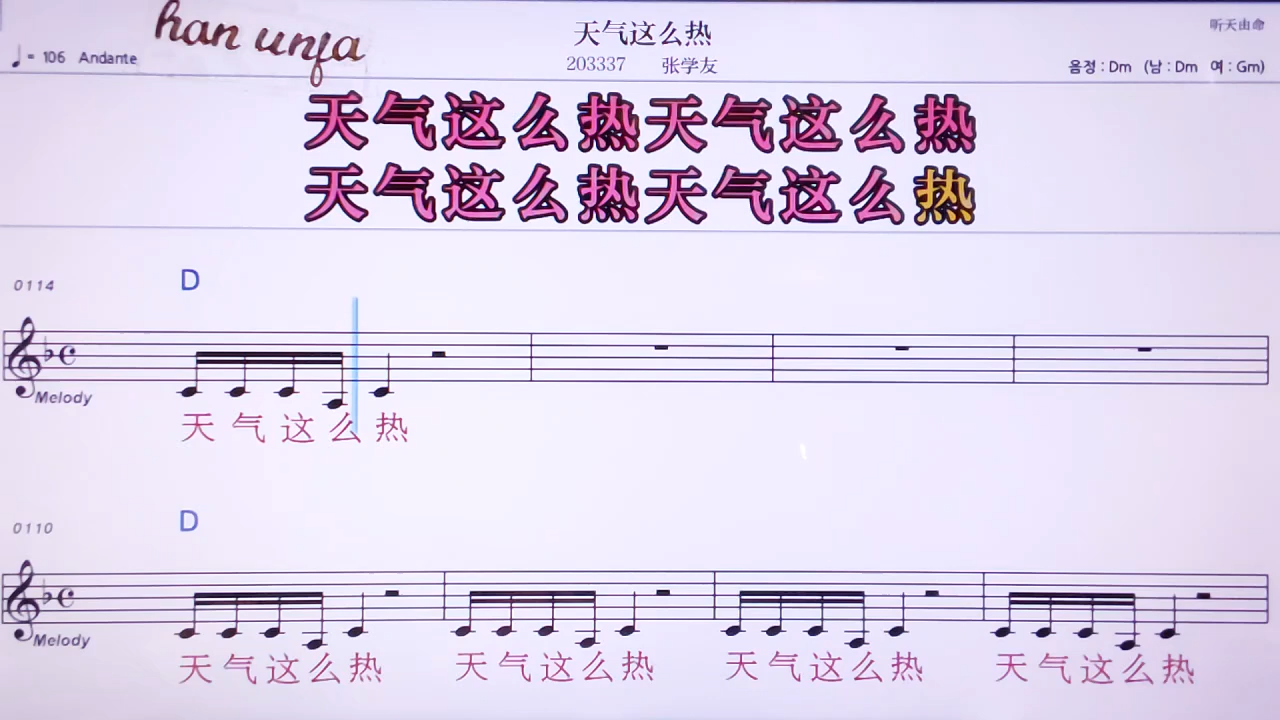 han unfa
天气这么热
听天由命
♩= 106 Andante
203337 张学友
음정 : Dm (남 : Dm 여 : Gm)
天气这么热天气这么热
天气这么热天气这么热
0114 D
Melody
天气这么热
0110 D
Melody
天气这么热 天气这么热 天气这么热 天气这么热